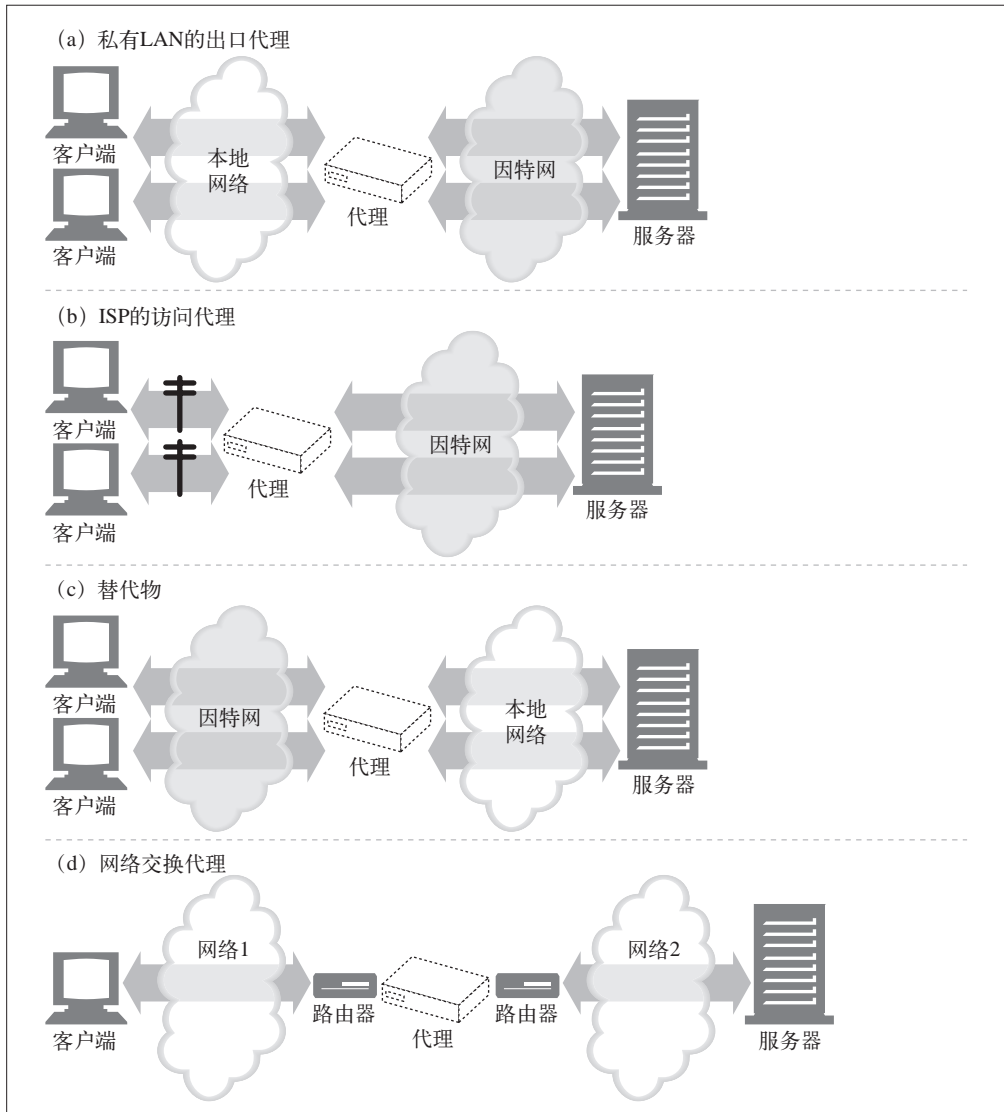 (a) 私有LAN的出口代理
客户端
本地
网络
因特网
代理
客户端
服务器
(b) ISP的访问代理
客户端
因特网
代理
客户端
服务器
(c) 替代物
客户端
因特网
本地
网络
代理
客户端
服务器
(d) 网络交换代理
网络1
网络2
路由器
代理
路由器
客户端
服务器